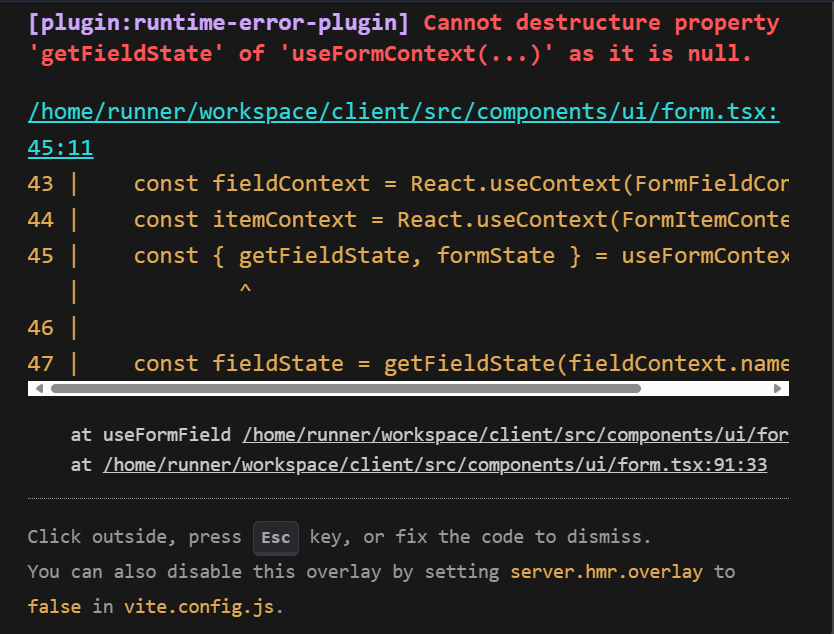 [plugin:runtime-error-plugin] Cannot destructure property
'getFieldState' of 'useFormContext(...)' as it is null.
/home/runner/workspace/client/src/components/ui/form.tsx:
45:11
43 |    const fieldContext = React.useContext(FormFieldCon
44 |    const itemContext = React.useContext(FormItemConte
45 |    const { getFieldState, formState } = useFormContex
   |            ^
46 |
47 |    const fieldState = getFieldState(fieldContext.name
at useFormField /home/runner/workspace/client/src/components/ui/for
at /home/runner/workspace/client/src/components/ui/form.tsx:91:33
Click outside, press Esc key, or fix the code to dismiss.
You can also disable this overlay by setting server.hmr.overlay to
false in vite.config.js.